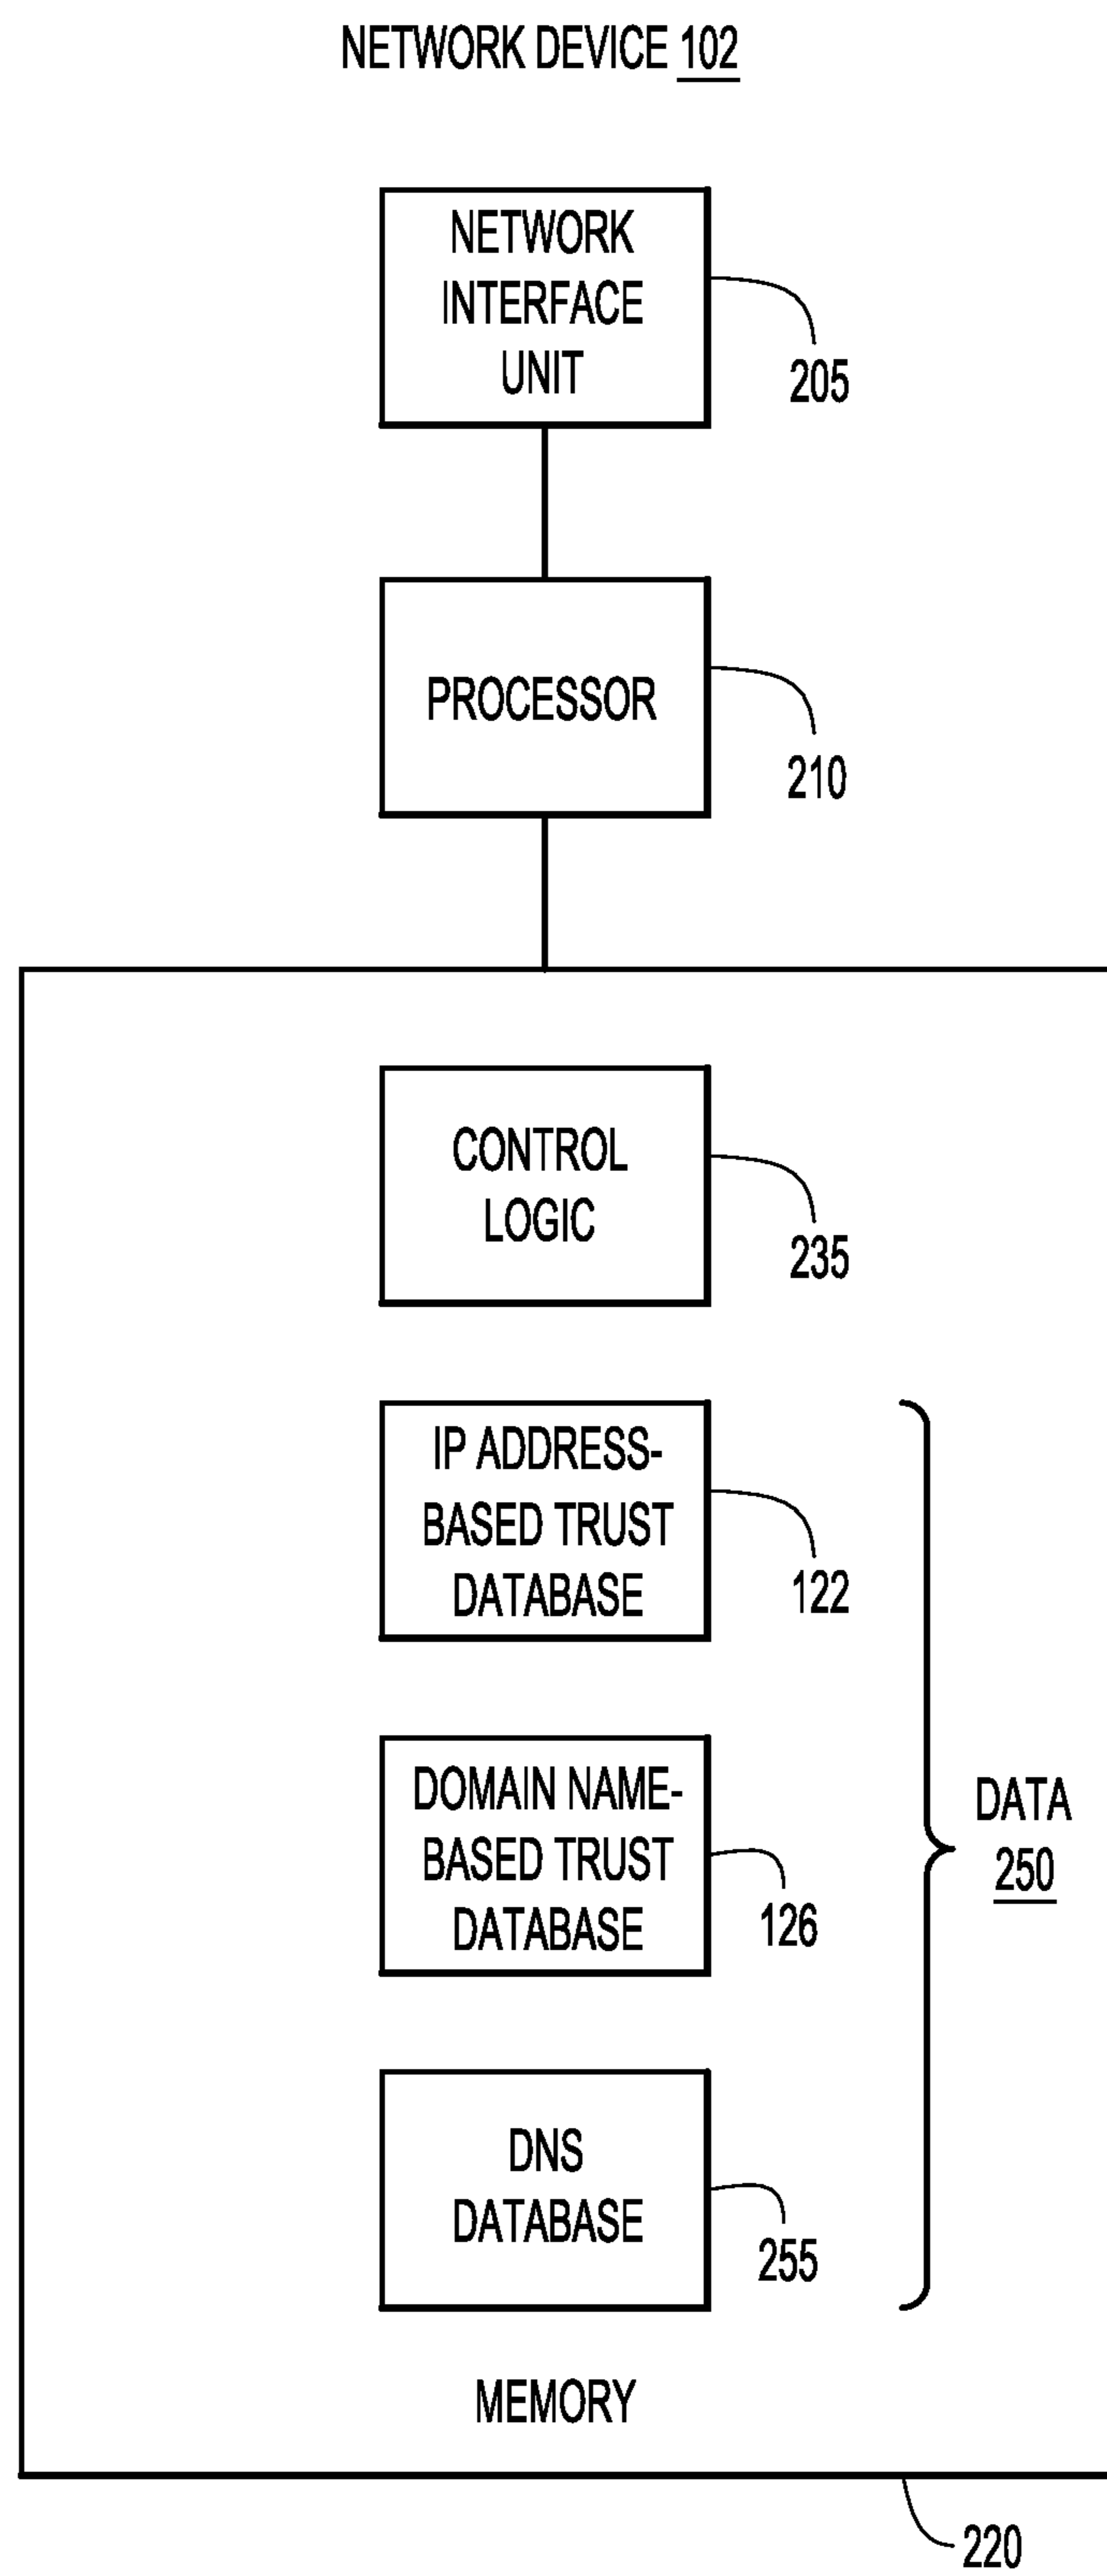 NETWORK DEVICE 102
NETWORK
INTERFACE
UNIT
205
PROCESSOR
210
CONTROL
LOGIC
235
IP ADDRESS-
BASED TRUST
DATABASE
122
DOMAIN NAME-
BASED TRUST
DATABASE
126
DATA
250
DNS
DATABASE
255
MEMORY
220